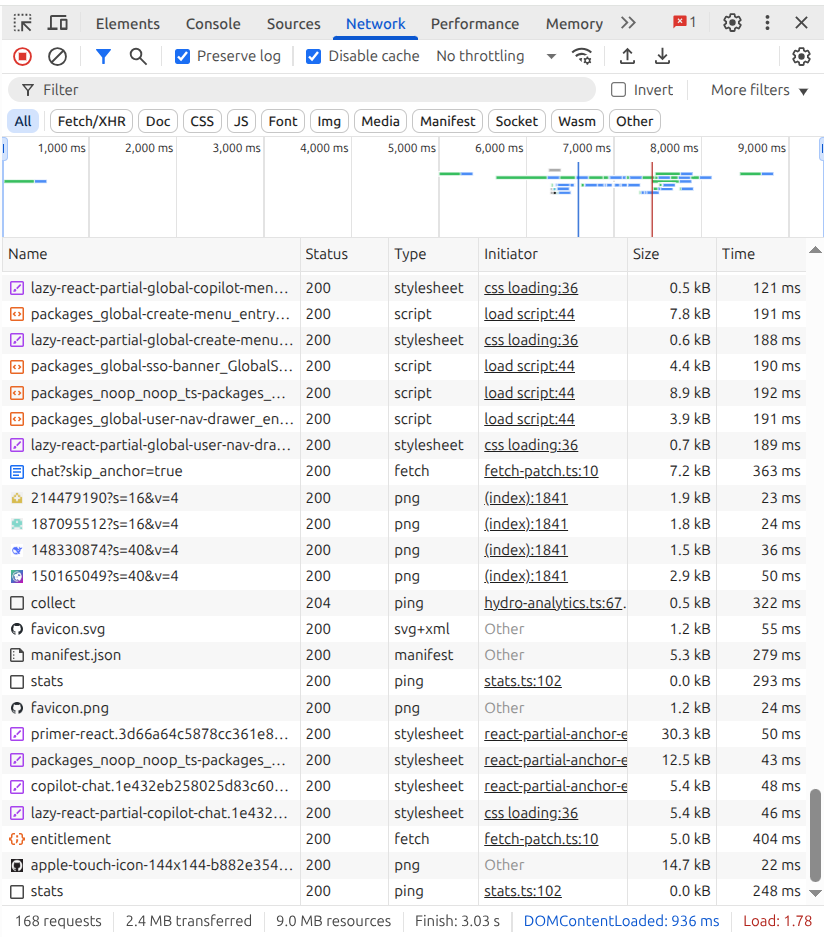 Elements Console Sources Network Performance Memory 1
Preserve log Disable cache No throttling
Filter Invert More filters
All Fetch/XHR Doc CSS JS Font Img Media Manifest Socket Wasm Other
1,000 ms 2,000 ms 3,000 ms 4,000 ms 5,000 ms 6,000 ms 7,000 ms 8,000 ms 9,000 ms
Name Status Type Initiator Size Time
lazy-react-partial-global-copilot-men… 200 stylesheet css loading:36 0.5 kB 121 ms
packages_global-create-menu_entry… 200 script load script:44 7.8 kB 191 ms
lazy-react-partial-global-create-menu… 200 stylesheet css loading:36 0.6 kB 188 ms
packages_global-sso-banner_GlobalS… 200 script load script:44 4.4 kB 190 ms
packages_noop_noop_ts-packages_… 200 script load script:44 8.9 kB 192 ms
packages_global-user-nav-drawer_en… 200 script load script:44 3.9 kB 191 ms
lazy-react-partial-global-user-nav-dra… 200 stylesheet css loading:36 0.7 kB 189 ms
chat?skip_anchor=true 200 fetch fetch-patch.ts:10 7.2 kB 363 ms
214479190?s=16&v=4 200 png (index):1841 1.9 kB 23 ms
187095512?s=16&v=4 200 png (index):1841 1.8 kB 24 ms
148330874?s=40&v=4 200 png (index):1841 1.5 kB 36 ms
150165049?s=40&v=4 200 png (index):1841 2.9 kB 50 ms
collect 204 ping hydro-analytics.ts:67. 0.5 kB 322 ms
favicon.svg 200 svg+xml Other 1.2 kB 55 ms
manifest.json 200 manifest Other 5.3 kB 279 ms
stats 200 ping stats.ts:102 0.0 kB 293 ms
favicon.png 200 png Other 1.2 kB 24 ms
primer-react.3d66a64c5878cc361e8… 200 stylesheet react-partial-anchor-e 30.3 kB 50 ms
packages_noop_noop_ts-packages_… 200 stylesheet react-partial-anchor-e 12.5 kB 43 ms
copilot-chat.1e432eb258025d83c60… 200 stylesheet react-partial-anchor-e 5.4 kB 48 ms
lazy-react-partial-copilot-chat.1e432… 200 stylesheet css loading:36 5.4 kB 46 ms
entitlement 200 fetch fetch-patch.ts:10 5.0 kB 404 ms
apple-touch-icon-144x144-b882e354… 200 png Other 14.7 kB 22 ms
stats 200 ping stats.ts:102 0.0 kB 248 ms
168 requests 2.4 MB transferred 9.0 MB resources Finish: 3.03 s DOMContentLoaded: 936 ms Load: 1.78